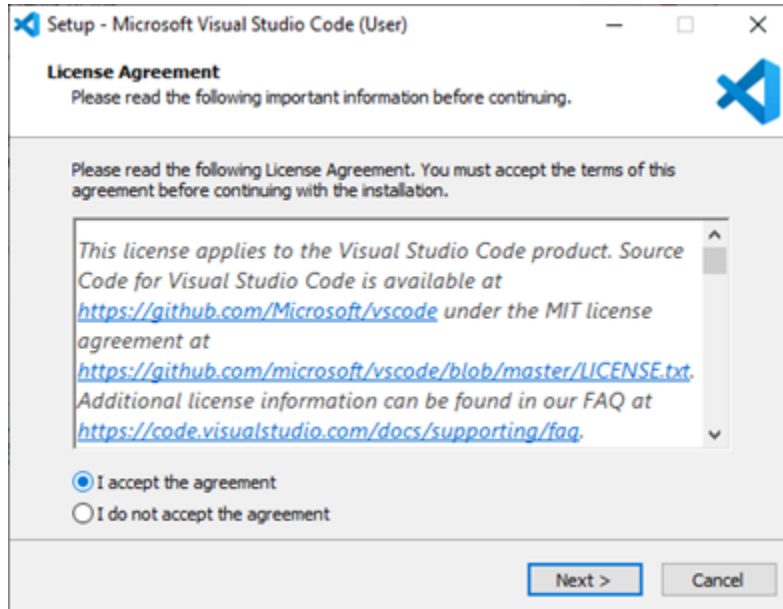 Setup - Microsoft Visual Studio Code (User)
License Agreement
Please read the following important information before continuing.
Please read the following License Agreement. You must accept the terms of this
agreement before continuing with the installation.
This license applies to the Visual Studio Code product. Source
Code for Visual Studio Code is available at
https://github.com/Microsoft/vscode under the MIT license
agreement at
https://github.com/microsoft/vscode/blob/master/LICENSE.txt.
Additional license information can be found in our FAQ at
https://code.visualstudio.com/docs/supporting/faq.
I accept the agreement
I do not accept the agreement
Next >
Cancel